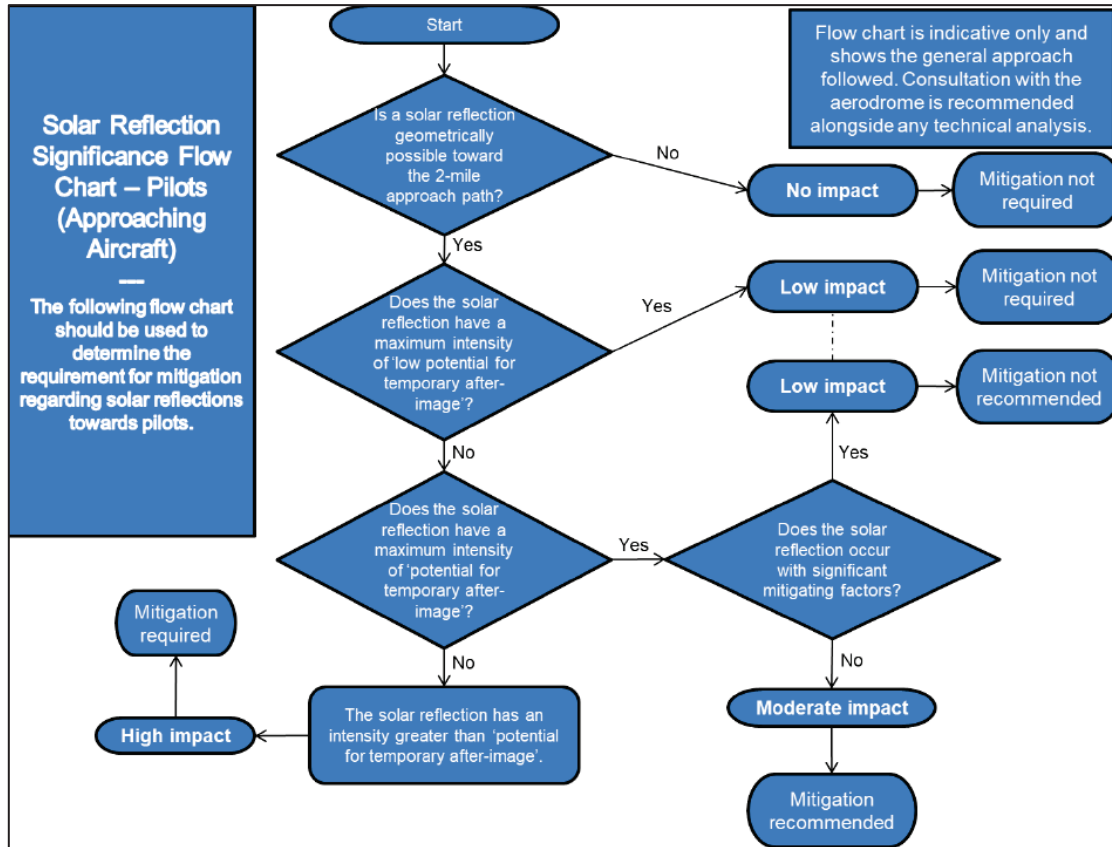 Solar Reflection
Significance Flow
Chart – Pilots
(Approaching
Aircraft)
---
The following flow chart
should be used to
determine the
requirement for mitigation
regarding solar reflections
towards pilots.
Start
Flow chart is indicative only and
shows the general approach
followed. Consultation with the
aerodrome is recommended
alongside any technical analysis.
Is a solar reflection
geometrically
possible toward
the 2-mile
approach path?
No
No impact
Mitigation not
required
Yes
Does the solar
reflection have a
maximum intensity
of ‘low potential for
temporary after-
image’?
Yes
Low impact
Mitigation not
required
Low impact
Mitigation not
recommended
No
Yes
Does the solar
reflection have a
maximum intensity
of ‘potential for
temporary after-
image’?
Yes
Does the solar
reflection occur
with significant
mitigating factors?
No
No
Mitigation
required
High impact
The solar reflection has an
intensity greater than ‘potential
for temporary after-image’.
Moderate impact
Mitigation
recommended